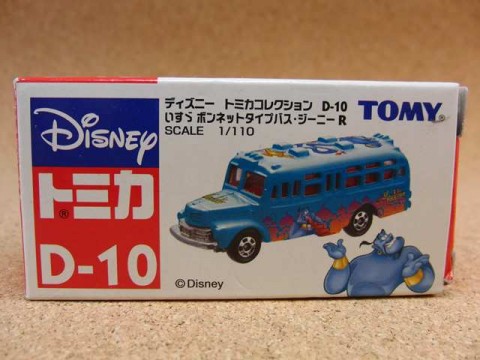 ディズニー トミカコレクション D-10
いすゞ ボンネットタイプバス・ジーニー R
SCALE 1/110
TOMY
Disney
トミカ®
D-10
©Disney